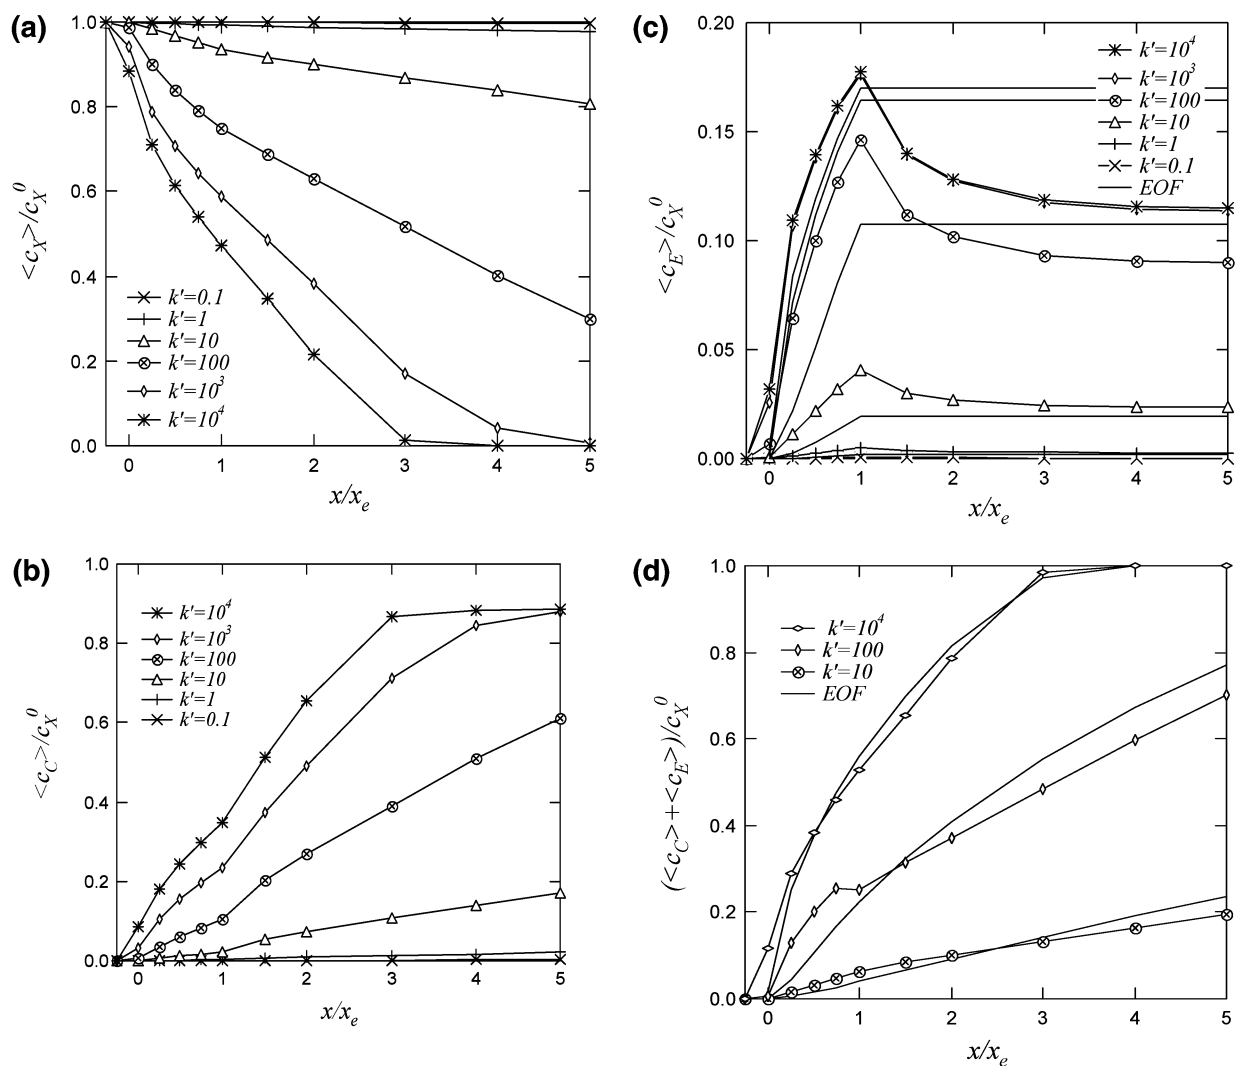 (a)
1.0
0.8
0.6
0.4
0.2
0.0
<c_X>/c_X^0
k'=0.1
k'=1
k'=10
k'=100
k'=10^3
k'=10^4
0 1 2 3 4 5
x/x_e
(c)
0.20
0.15
0.10
0.05
0.00
<c_E>/c_X^0
k'=10^4
k'=10^3
k'=100
k'=10
k'=1
k'=0.1
EOF
0 1 2 3 4 5
x/x_e
(b)
1.0
0.8
0.6
0.4
0.2
0.0
<c_C>/c_X^0
k'=10^4
k'=10^3
k'=100
k'=10
k'=1
k'=0.1
0 1 2 3 4 5
x/x_e
(d)
1.0
0.8
0.6
0.4
0.2
0.0
(<c_C>+<c_E>)/c_X^0
k'=10^4
k'=100
k'=10
EOF
0 1 2 3 4 5
x/x_e